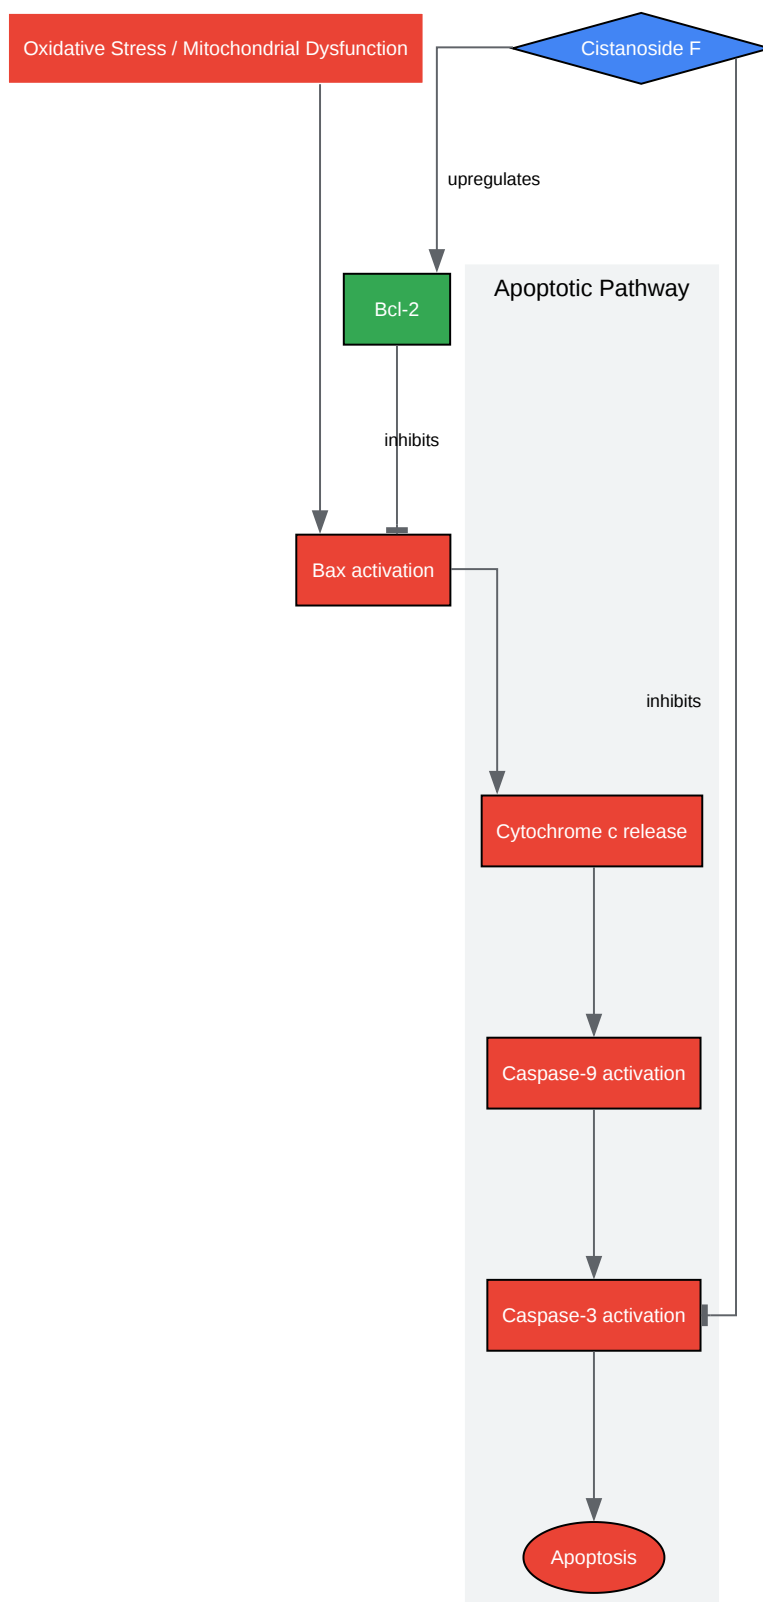 Oxidative Stress / Mitochondrial Dysfunction
Cistanoside F
upregulates
Apoptotic Pathway
Bcl-2
inhibits
Bax activation
inhibits
Cytochrome c release
Caspase-9 activation
Caspase-3 activation
Apoptosis